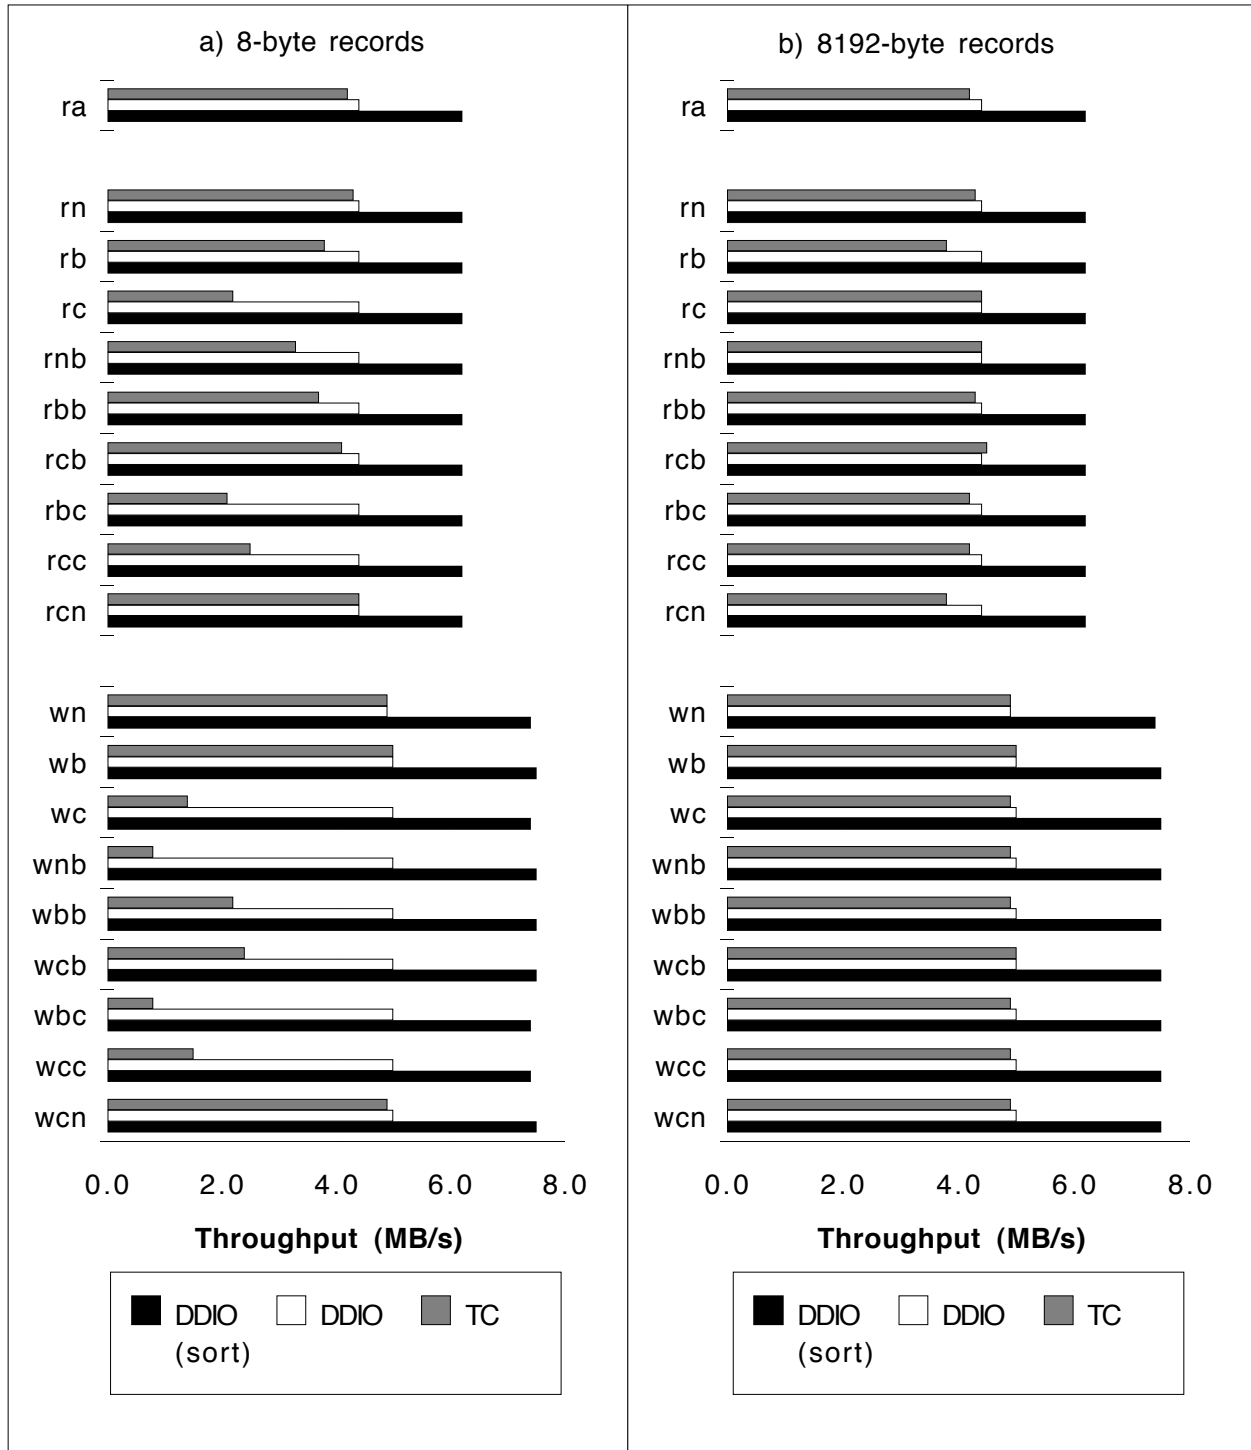 a) 8-byte records
ra
rn
rb
rc
rnb
rbb
rcb
rbc
rcc
rcn
wn
wb
wc
wnb
wbb
wcb
wbc
wcc
wcn
0.0 2.0 4.0 6.0 8.0
Throughput (MB/s)
DDIO (sort) DDIO TC
b) 8192-byte records
ra
rn
rb
rc
rnb
rbb
rcb
rbc
rcc
rcn
wn
wb
wc
wnb
wbb
wcb
wbc
wcc
wcn
0.0 2.0 4.0 6.0 8.0
Throughput (MB/s)
DDIO (sort) DDIO TC